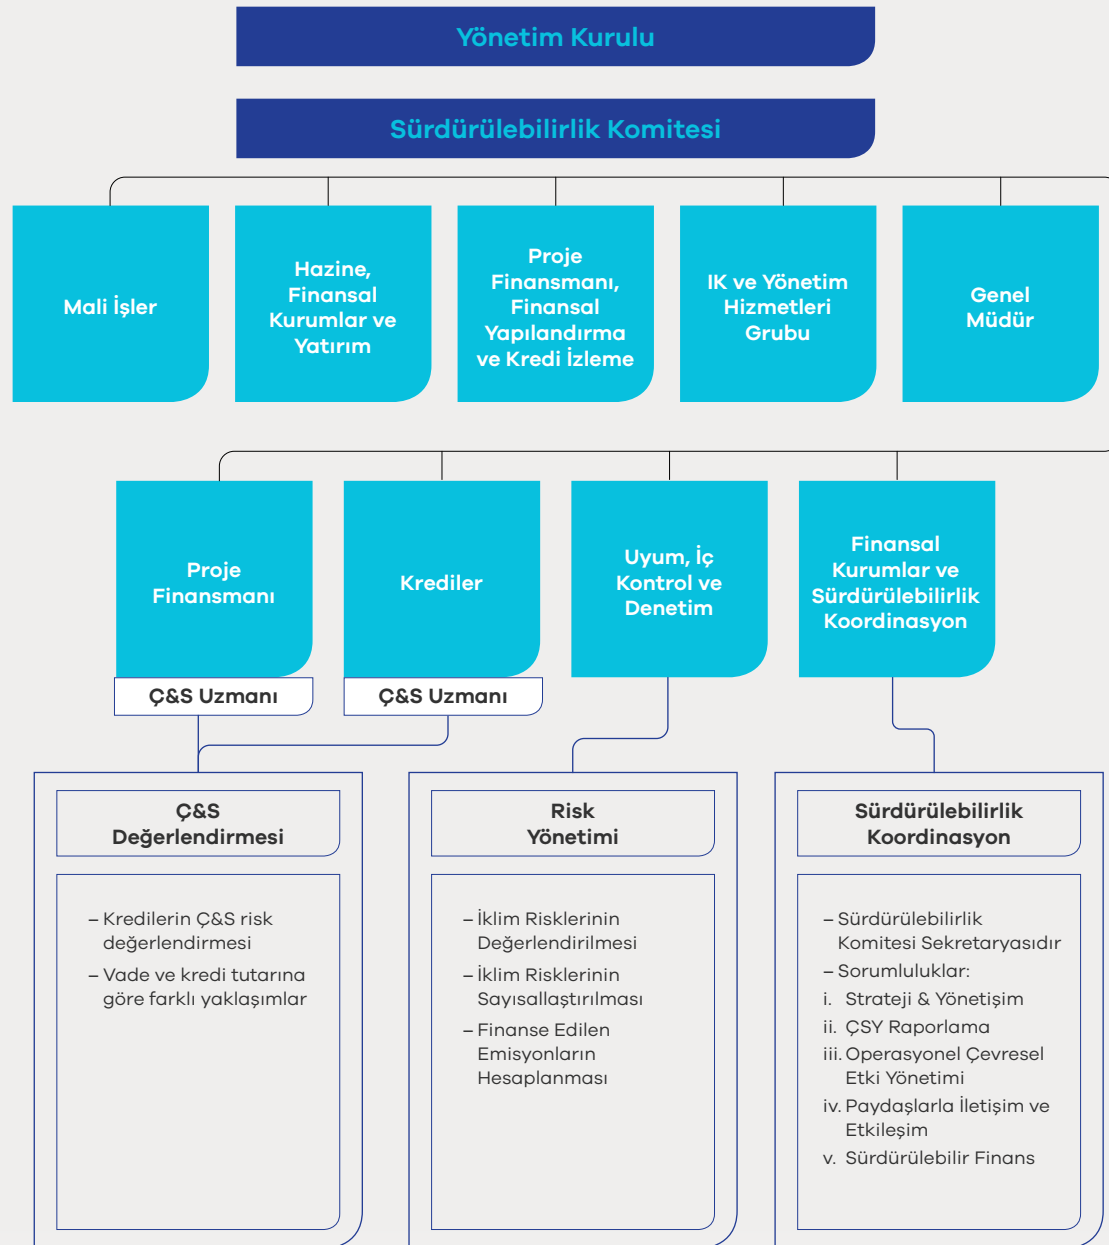 Yönetim Kurulu
Sürdürülebilirlik Komitesi
Mali İşler
Hazine,
Finansal
Kurumlar ve
Yatırım
Proje
Finansmanı,
Finansal
Yapılandırma
ve Kredi İzleme
IK ve Yönetim
Hizmetleri
Grubu
Genel
Müdür
Proje
Finansmanı
Krediler
Uyum, İç
Kontrol ve
Denetim
Finansal
Kurumlar ve
Sürdürülebilirlik
Koordinasyon
Ç&S Uzmanı
Ç&S Uzmanı
Ç&S
Değerlendirmesi
– Kredilerin Ç&S risk
değerlendirmesi
– Vade ve kredi tutarına
göre farklı yaklaşımlar
Risk
Yönetimi
– İklim Risklerinin
Değerlendirilmesi
– İklim Risklerinin
Sayısallaştırılması
– Finanse Edilen
Emisyonların
Hesaplanması
Sürdürülebilirlik
Koordinasyon
– Sürdürülebilirlik
Komitesi Sekretaryasıdır
– Sorumluluklar:
i. Strateji & Yönetişim
ii. ÇSY Raporlama
iii. Operasyonel Çevresel
Etki Yönetimi
iv. Paydaşlarla İletişim ve
Etkileşim
v. Sürdürülebilir Finans